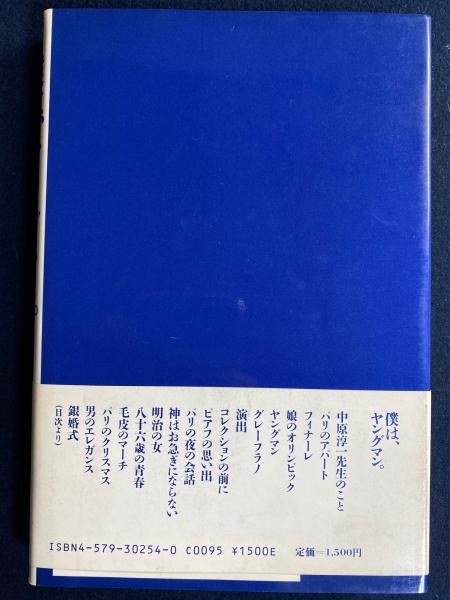 僕は、
ヤングマン。
中原淳一先生のこと
パリのアパート
フィナーレ
娘のオリンピック
ヤングマン
グレーフラノ
演出
コレクションの前に
ピアフの思い出
パリの夜の会話
神はお急ぎにならない
明治の女
八十六歳の青春
毛皮のマーチ
パリのクリスマス
男のエレガンス
銀婚式
(目次より)
ISBN4-579-30254-0 C0095 ¥1500E 定価=1,500円